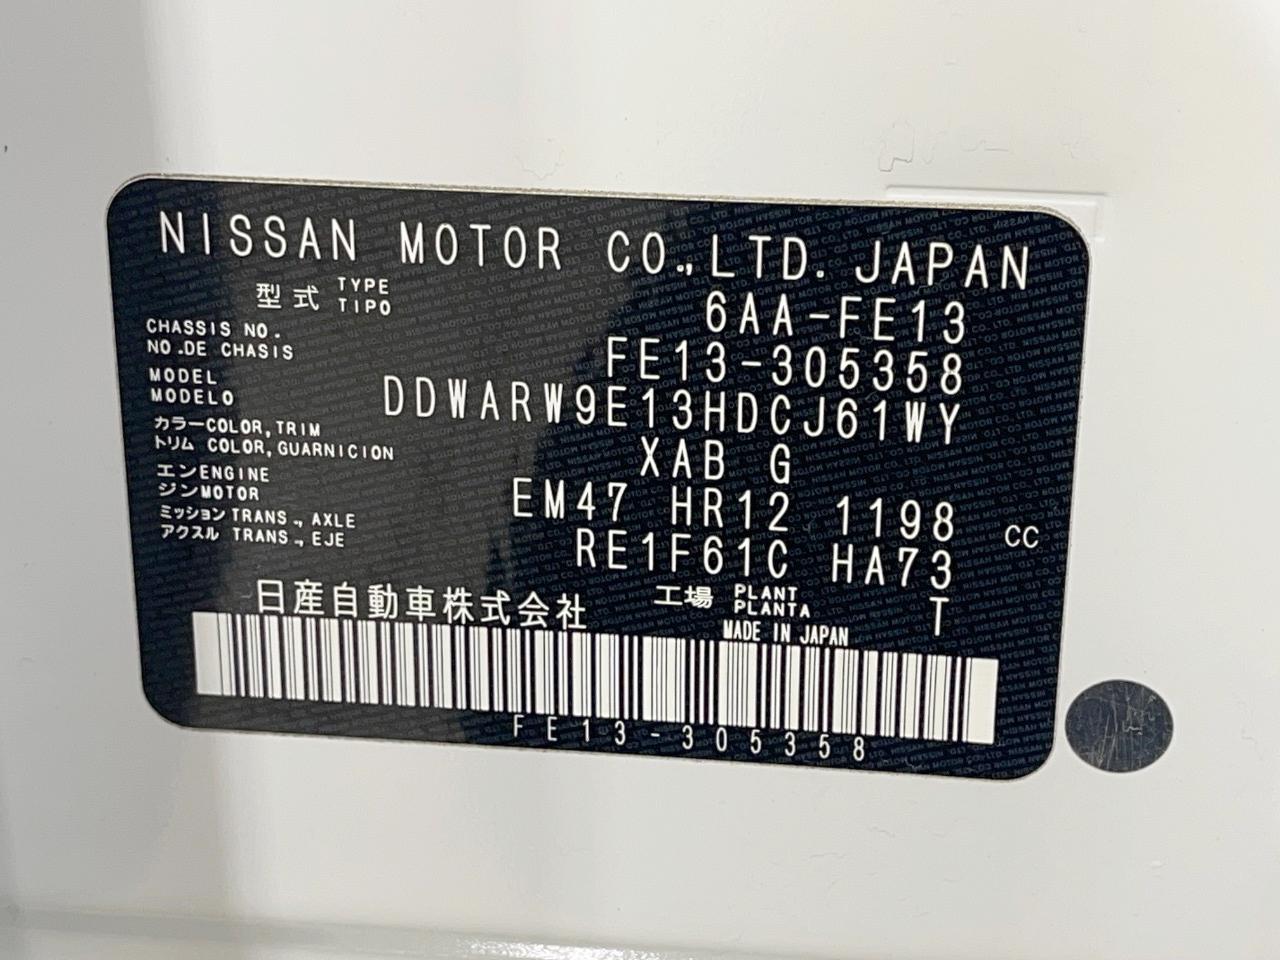 NISSAN MOTOR CO.,LTD. JAPAN
型式 TYPE TIPO 6AA-FE13
CHASSIS NO. NO.DE CHASIS FE13-305358
MODEL MODELO DDWARW9E13HDCJ61WY
カラーCOLOR,TRIM トリム COLOR,GUARNICION XAB G
エンENGINE ジンMOTOR EM47 HR12 1198 CC
ミッションTRANS.,AXLE アクスル TRANS.,EJE RE1F61C HA73
日産自動車株式会社 工場 PLANT PLANTA T
MADE IN JAPAN
FE13-305358